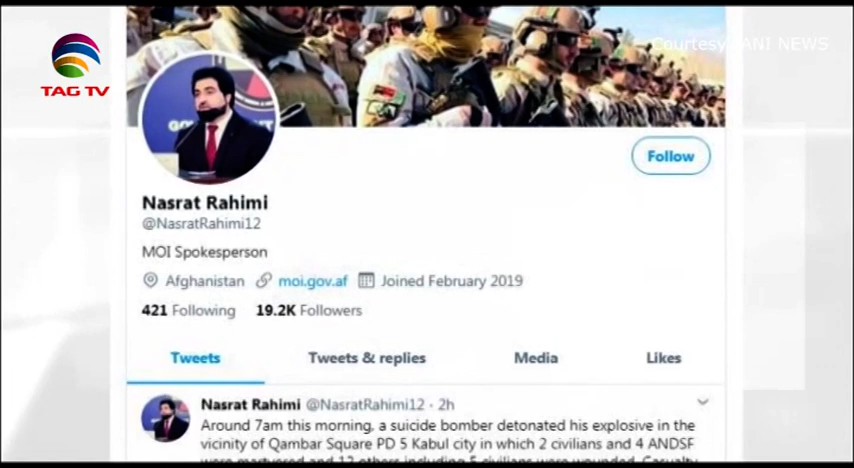 Courtesy ANI NEWS
TAG TV
GO
Follow
Nasrat Rahimi
@NasratRahimi12
MOI Spokesperson
Afghanistan moi.gov.af Joined February 2019
421 Following 19.2K Followers
Tweets Tweets & replies Media Likes
Nasrat Rahimi @NasratRahimi12 · 2h
Around 7am this morning, a suicide bomber detonated his explosive in the
vicinity of Qambar Square PD 5 Kabul city in which 2 civilians and 4 ANDSF
were martyred and 12 others including 5 civilians were wounded. Casualty